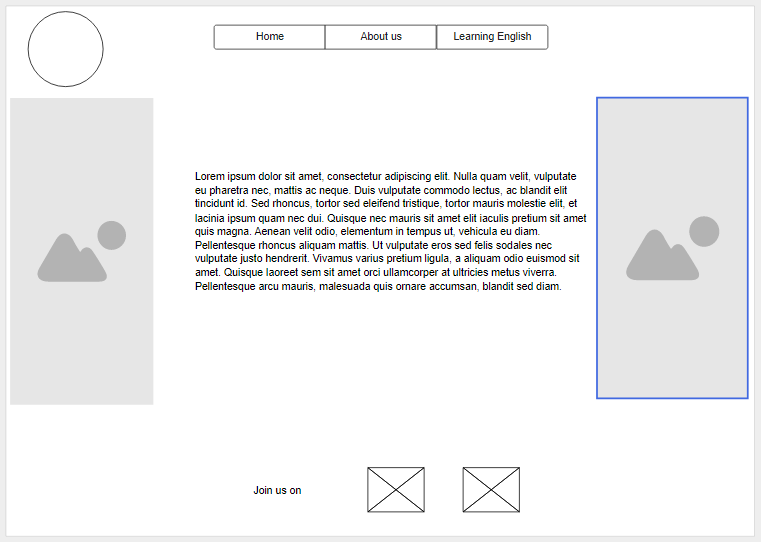 Home
About us
Learning English
Lorem ipsum dolor sit amet, consectetur adipiscing elit. Nulla quam velit, vulputate
eu pharetra nec, mattis ac neque. Duis vulputate commodo lectus, ac blandit elit
tincidunt id. Sed rhoncus, tortor sed eleifend tristique, tortor mauris molestie elit, et
lacinia ipsum quam nec dui. Quisque nec mauris sit amet elit iaculis pretium sit amet
quis magna. Aenean velit odio, elementum in tempus ut, vehicula eu diam.
Pellentesque rhoncus aliquam mattis. Ut vulputate eros sed felis sodales nec
vulputate justo hendrerit. Vivamus varius pretium ligula, a aliquam odio euismod sit
amet. Quisque laoreet sem sit amet orci ullamcorper at ultricies metus viverra.
Pellentesque arcu mauris, malesuada quis ornare accumsan, blandit sed diam.
Join us on